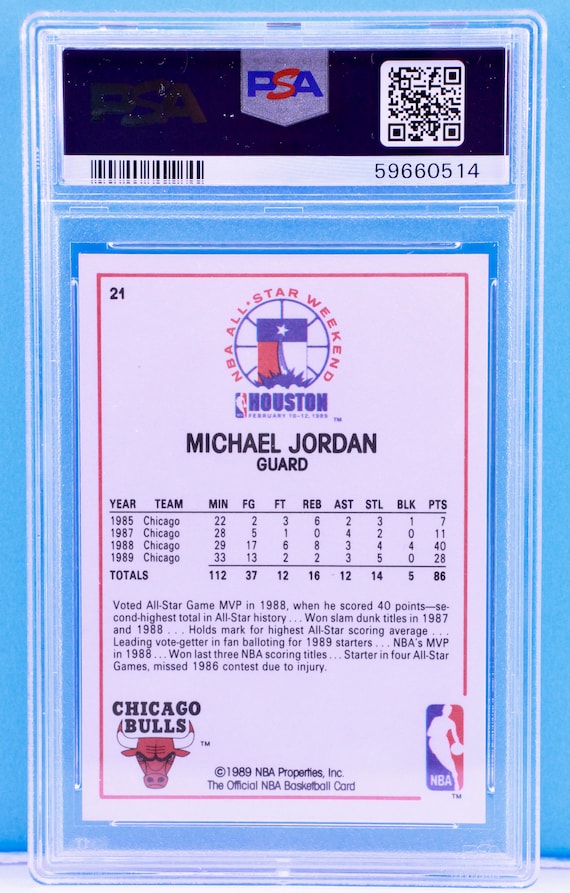 PSA
PSA
59660514
21
NBA ALL·STAR WEEKEND
HOUSTON
FEBRUARY 10-12, 1989
TM
MICHAEL JORDAN
GUARD
YEAR TEAM MIN FG FT REB AST STL BLK PTS
1985 Chicago 22 2 3 6 2 3 1 7
1987 Chicago 28 5 1 0 4 2 0 11
1988 Chicago 29 17 6 8 3 4 4 40
1989 Chicago 33 13 2 2 3 5 0 28
TOTALS 112 37 12 16 12 14 5 86
Voted All-Star Game MVP in 1988, when he scored 40 points—se-
cond-highest total in All-Star history . . . Won slam dunk titles in 1987
and 1988 . . . Holds mark for highest All-Star scoring average . . .
Leading vote-getter in fan balloting for 1989 starters . . . NBA's MVP
in 1988 . . . Won last three NBA scoring titles . . . Starter in four All-Star
Games, missed 1986 contest due to injury.
CHICAGO
BULLS
TM
©1989 NBA Properties, Inc.
The Official NBA Basketball Card
NBA
TM